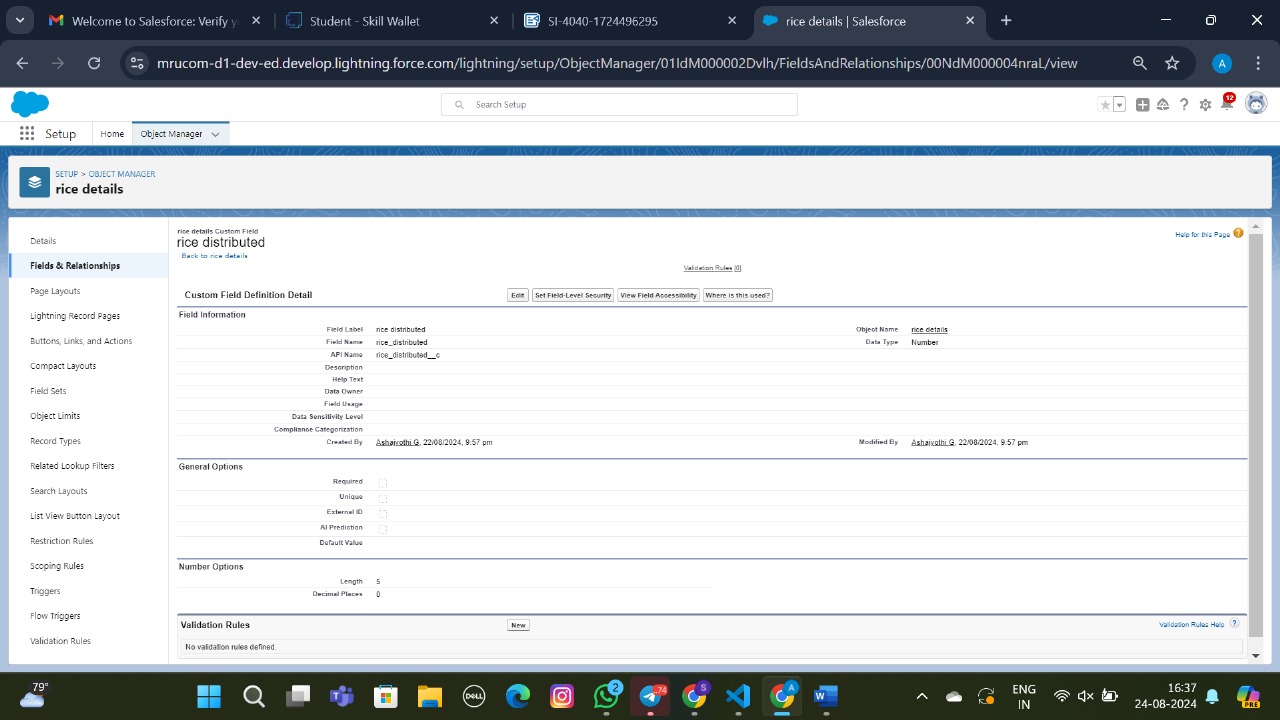 Welcome to Salesforce: Verify y
Student - Skill Wallet
SI-4040-1724496295
rice details | Salesforce
mrucom-d1-dev-ed.develop.lightning.force.com/lightning/setup/ObjectManager/01IdM000002Dvlh/FieldsAndRelationships/00NdM000004nraL/view
A
Search Setup
12
Setup
Home
Object Manager
SETUP > OBJECT MANAGER
rice details
Details
Fields & Relationships
Page Layouts
Lightning Record Pages
Buttons, Links, and Actions
Compact Layouts
Field Sets
Object Limits
Record Types
Related Lookup Filters
Search Layouts
List View Button Layout
Restriction Rules
Scoping Rules
Triggers
Flow Triggers
Validation Rules
rice details Custom Field
rice distributed
Back to rice details
Help for this Page
Validation Rules [0]
Custom Field Definition Detail
Edit Set Field-Level Security View Field Accessibility Where is this used?
Field Information
Field Label rice distributed Object Name rice details
Field Name rice_distributed Data Type Number
API Name rice_distributed__c
Description
Help Text
Data Owner
Field Usage
Data Sensitivity Level
Compliance Categorization
Created By Ashajyothi G, 22/08/2024, 9:57 pm Modified By Ashajyothi G, 22/08/2024, 9:57 pm
General Options
Required
Unique
External ID
AI Prediction
Default Value
Number Options
Length 5
Decimal Places 0
Validation Rules New Validation Rules Help ?
No validation rules defined.
79°
DELL
2
74
S
A
ENG
IN
16:37
24-08-2024
PRE